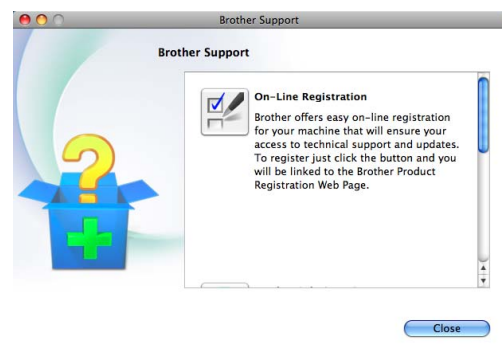 Brother Support
Brother Support
On-Line Registration
Brother offers easy on-line registration
for your machine that will ensure your
access to technical support and updates.
To register just click the button and you
will be linked to the Brother Product
Registration Web Page.
Close